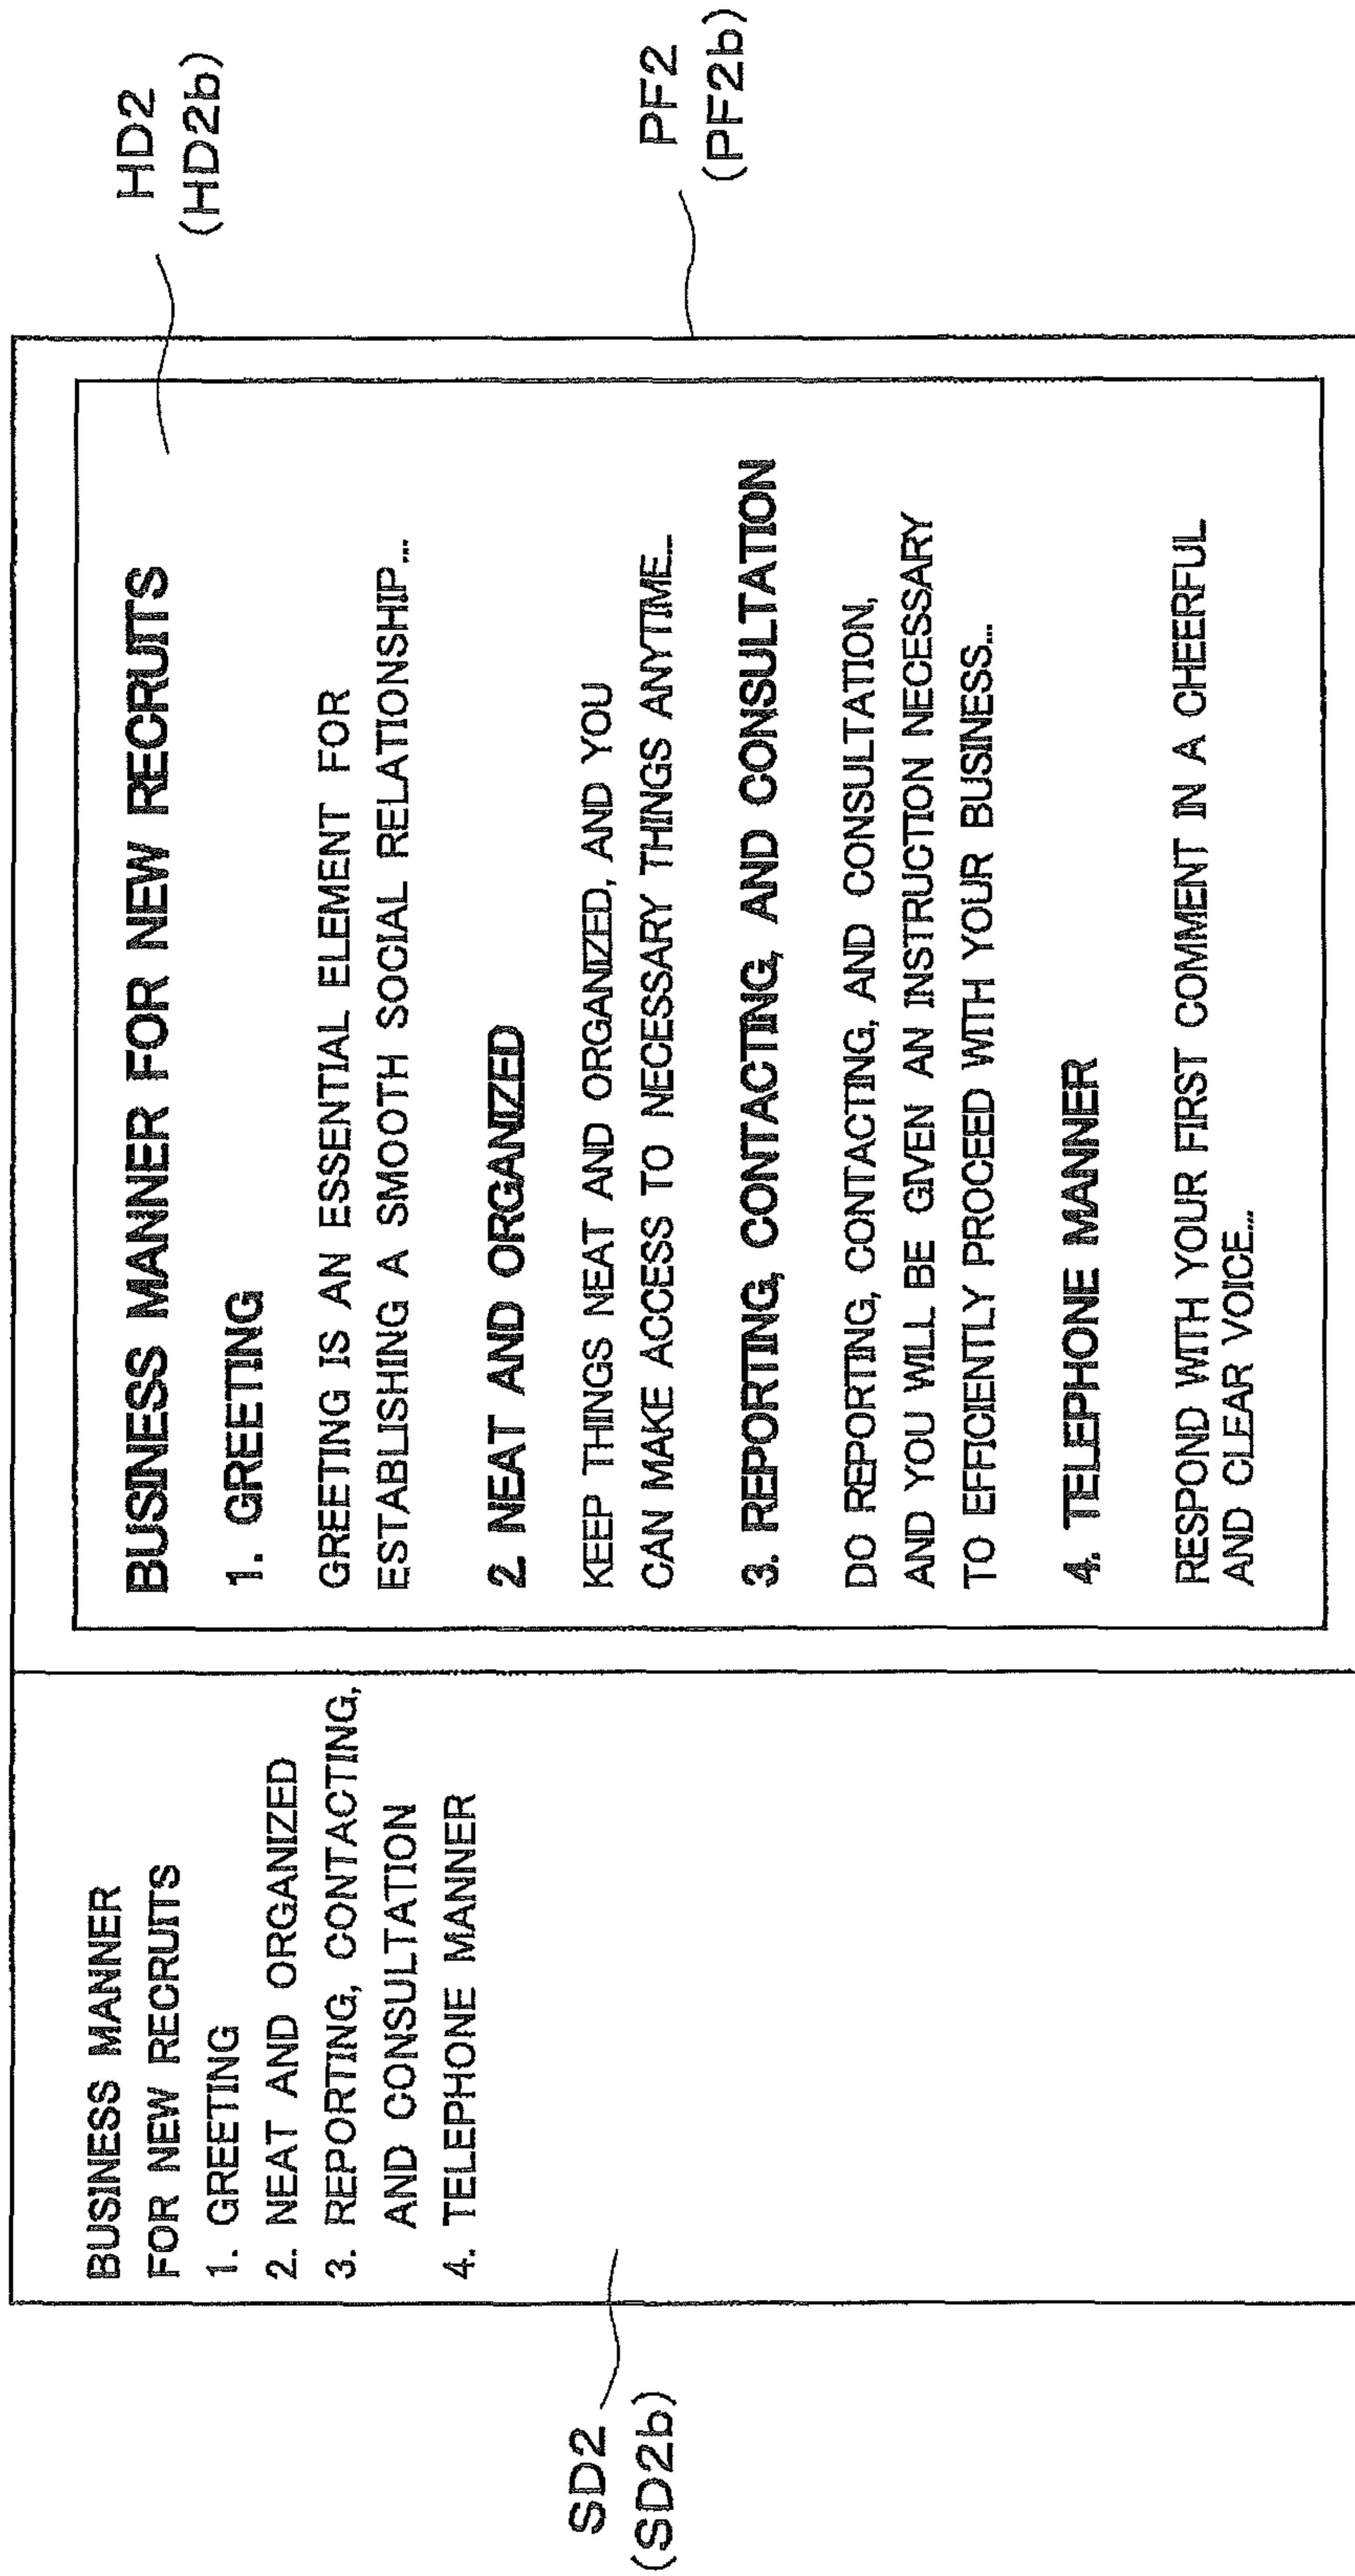 HD2
(HD2b)
PF2
(PF2b)
SD2
(SD2b)
BUSINESS MANNER
FOR NEW RECRUITS
1. GREETING
2. NEAT AND ORGANIZED
3. REPORTING, CONTACTING,
AND CONSULTATION
4. TELEPHONE MANNER
BUSINESS MANNER FOR NEW RECRUITS
1. GREETING
GREETING IS AN ESSENTIAL ELEMENT FOR
ESTABLISHING A SMOOTH SOCIAL RELATIONSHIP...
2. NEAT AND ORGANIZED
KEEP THINGS NEAT AND ORGANIZED, AND YOU
CAN MAKE ACCESS TO NECESSARY THINGS ANYTIME...
3. REPORTING, CONTACTING, AND CONSULTATION
DO REPORTING, CONTACTING, AND CONSULTATION,
AND YOU WILL BE GIVEN AN INSTRUCTION NECESSARY
TO EFFICIENTLY PROCEED WITH YOUR BUSINESS...
4. TELEPHONE MANNER
RESPOND WITH YOUR FIRST COMMENT IN A CHEERFUL
AND CLEAR VOICE...